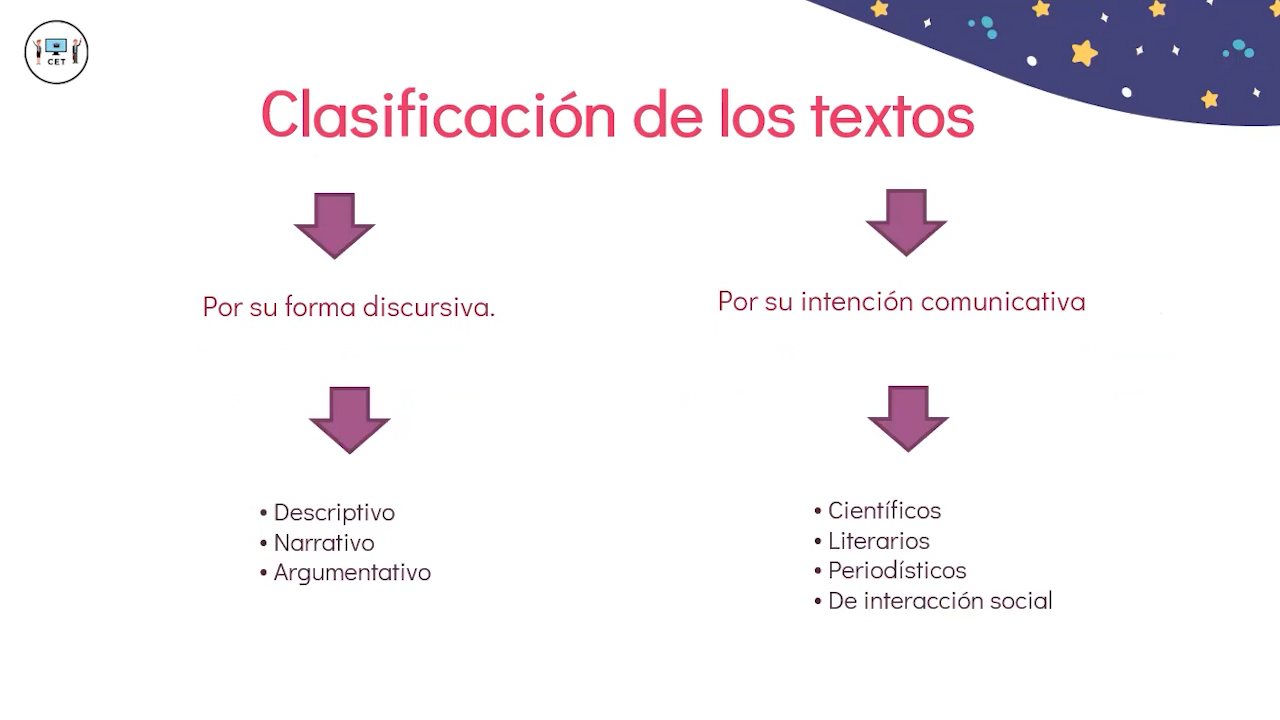 CET
Clasificación de los textos
Por su forma discursiva.
• Descriptivo
• Narrativo
• Argumentativo
Por su intención comunicativa
• Científicos
• Literarios
• Periodísticos
• De interacción social